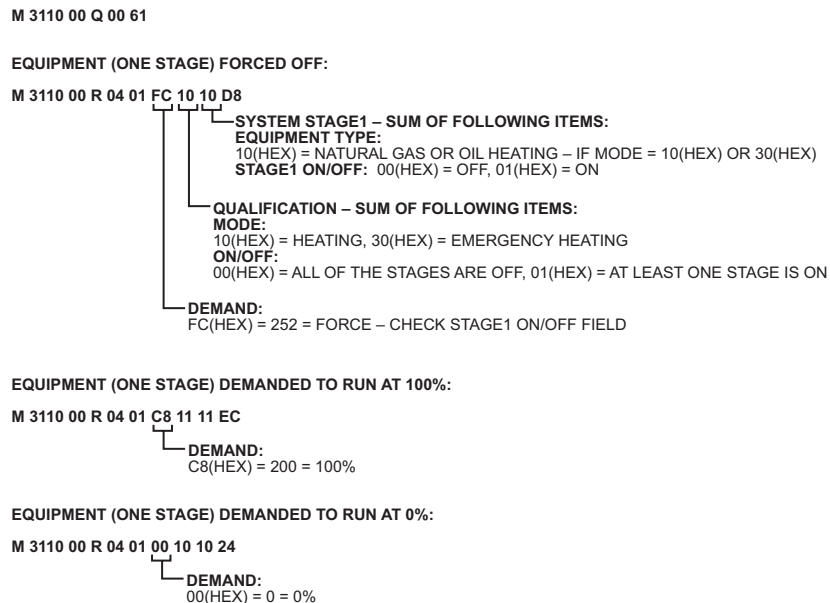 M 3110 00 Q 00 61
EQUIPMENT (ONE STAGE) FORCED OFF:
M 3110 00 R 04 01 FC 10 10 D8
SYSTEM STAGE1 – SUM OF FOLLOWING ITEMS:
EQUIPMENT TYPE:
10(HEX) = NATURAL GAS OR OIL HEATING – IF MODE = 10(HEX) OR 30(HEX)
STAGE1 ON/OFF: 00(HEX) = OFF, 01(HEX) = ON
QUALIFICATION – SUM OF FOLLOWING ITEMS:
MODE:
10(HEX) = HEATING, 30(HEX) = EMERGENCY HEATING
ON/OFF:
00(HEX) = ALL OF THE STAGES ARE OFF, 01(HEX) = AT LEAST ONE STAGE IS ON
DEMAND:
FC(HEX) = 252 = FORCE – CHECK STAGE1 ON/OFF FIELD
EQUIPMENT (ONE STAGE) DEMANDED TO RUN AT 100%:
M 3110 00 R 04 01 C8 11 11 EC
DEMAND:
C8(HEX) = 200 = 100%
EQUIPMENT (ONE STAGE) DEMANDED TO RUN AT 0%:
M 3110 00 R 04 01 00 10 10 24
DEMAND:
00(HEX) = 0 = 0%